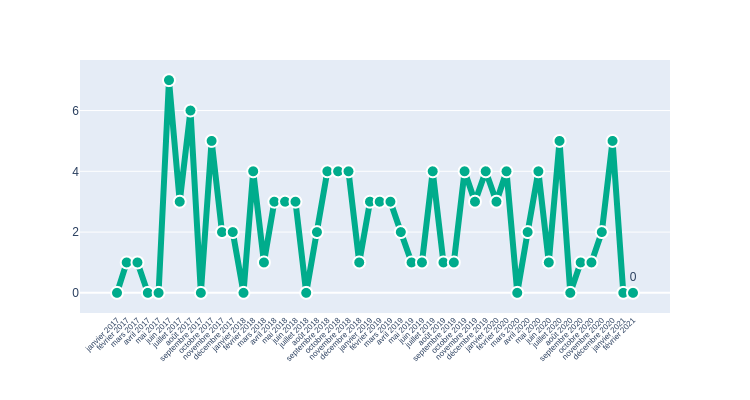 6
4
2
0
0
janvier 2017
février 2017
mars 2017
avril 2017
mai 2017
juin 2017
juillet 2017
août 2017
septembre 2017
octobre 2017
novembre 2017
décembre 2017
janvier 2018
février 2018
mars 2018
avril 2018
mai 2018
juin 2018
juillet 2018
août 2018
septembre 2018
octobre 2018
novembre 2018
décembre 2018
janvier 2019
février 2019
mars 2019
avril 2019
mai 2019
juin 2019
juillet 2019
août 2019
septembre 2019
octobre 2019
novembre 2019
décembre 2019
janvier 2020
février 2020
mars 2020
avril 2020
mai 2020
juin 2020
juillet 2020
août 2020
septembre 2020
octobre 2020
novembre 2020
décembre 2020
janvier 2021
février 2021